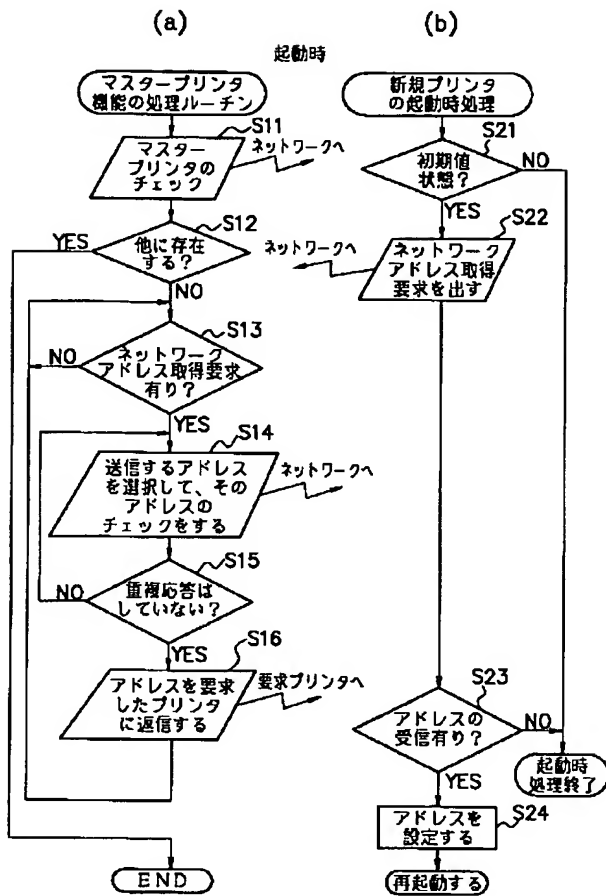 (a)
(b)
起動時
マスタープリンタ
機能の処理ルーチン
S11
マスター
プリンタの
チェック
ネットワークへ
S12
YES
他に存在
する?
NO
S13
NO
ネットワーク
アドレス取得要求
有り?
YES
S14
送信するアドレス
を選択して、その
アドレスの
チェックをする
ネットワークへ
S15
NO
重複応答は
していない?
YES
S16
アドレスを要求
したプリンタ
に返信する
要求プリンタへ
END
新規プリンタ
の起動時処理
S21
初期値
状態?
NO
YES
S22
ネットワークへ
ネットワーク
アドレス取得
要求を出す
S23
アドレスの
受信有り?
NO
YES
起動時
処理終了
S24
アドレスを
設定する
再起動する